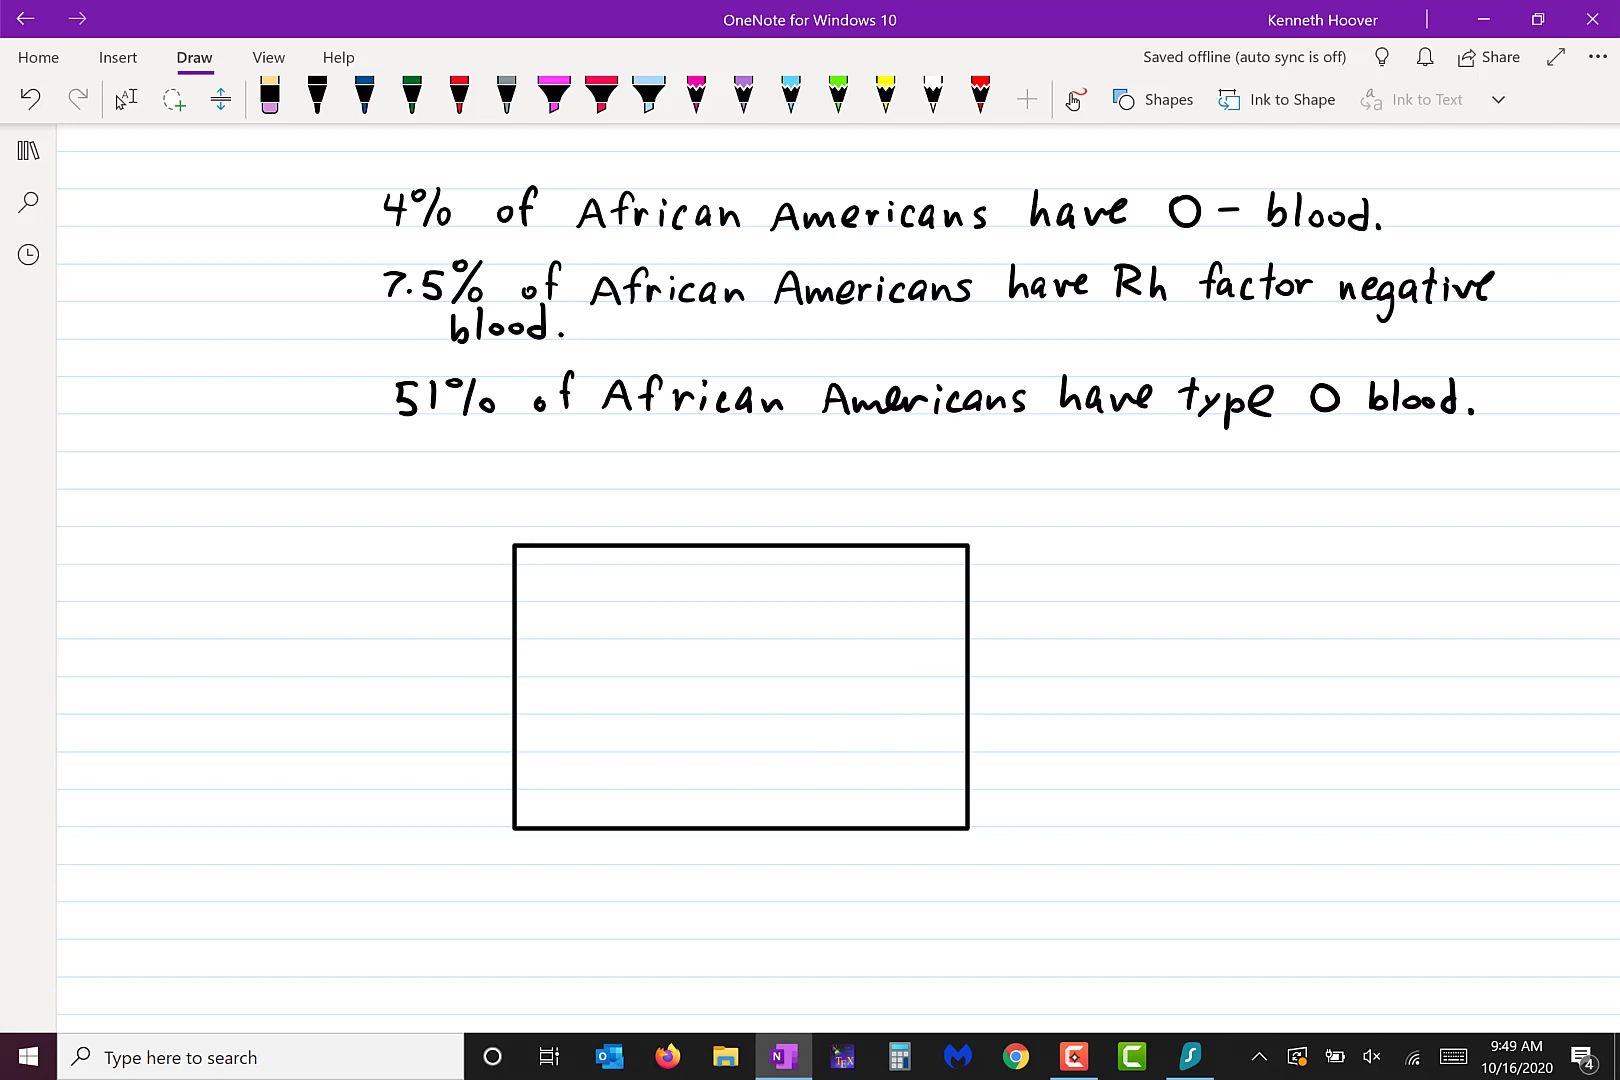 OneNote for Windows 10
Kenneth Hoover
Home Insert Draw View Help
Saved offline (auto sync is off)
Share
Shapes
Ink to Shape
Ink to Text
4% of African Americans have O- blood.
7.5% of African Americans have Rh factor negative
blood.
51% of African Americans have type O blood.
Type here to search
9:49 AM
10/16/2020
4